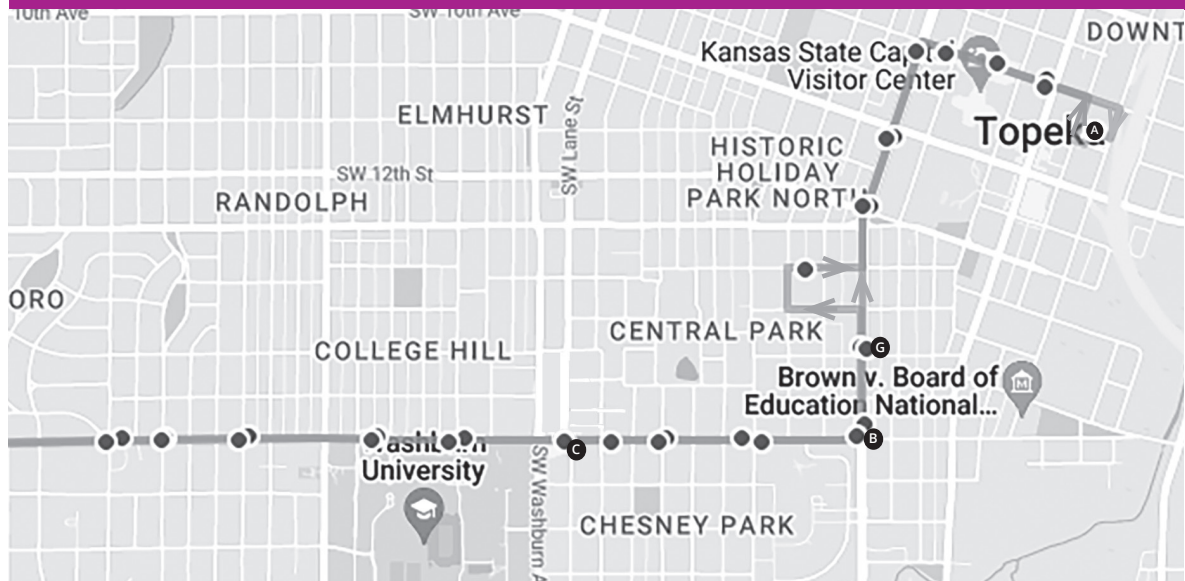 10th Ave
SW 10th Ave
DOWNT
Kansas State Capitol
Visitor Center
ELMHURST
SW Lane St
Topeka
A
HISTORIC
HOLIDAY
PARK NORTH
SW 12th St
RANDOLPH
ORO
CENTRAL PARK
G
COLLEGE HILL
Brown v. Board of
Education National...
B
C
Washburn
University
SW Washburn A
CHESNEY PARK